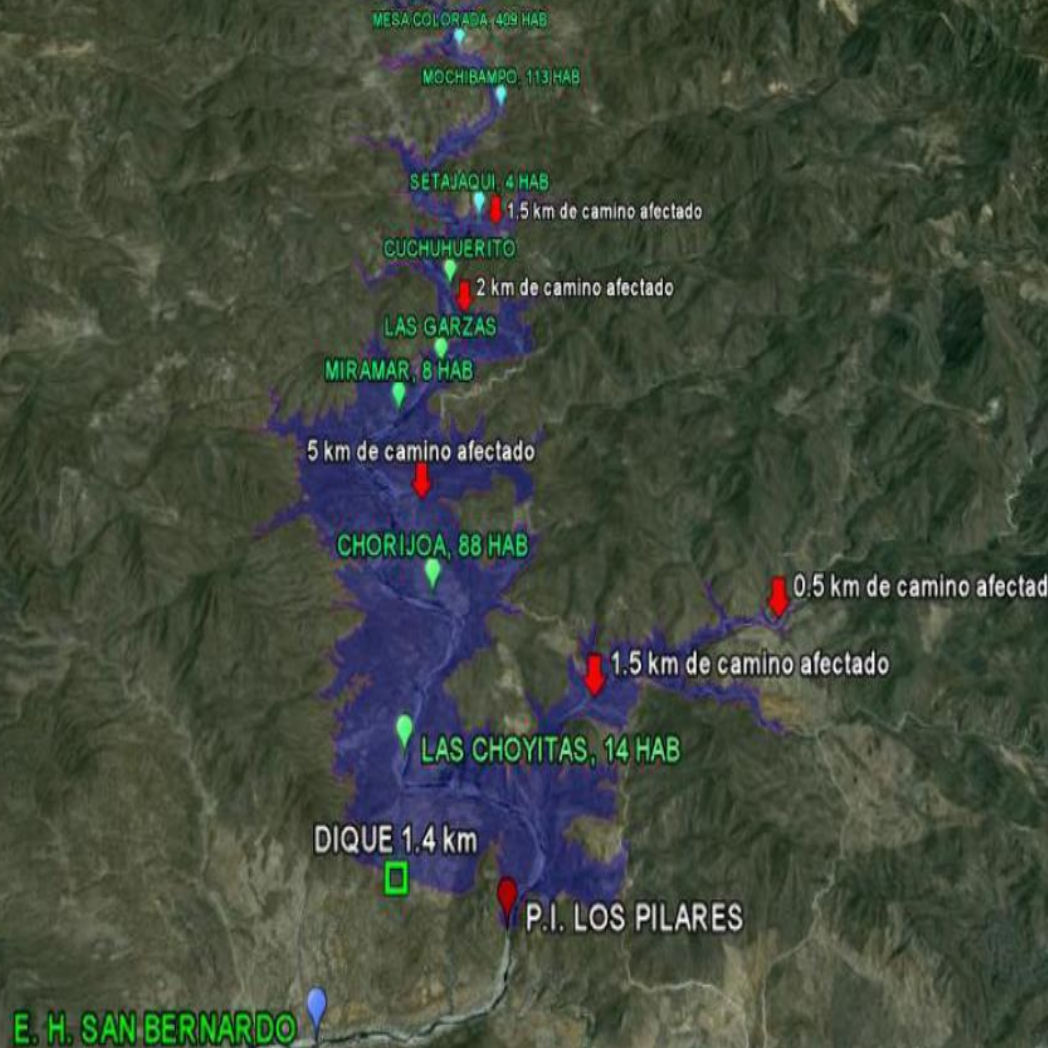 MESA COLORADA, 409 HAB
MOCHIBAMPO, 113 HAB
SETAJAQUI, 4 HAB
1.5 km de camino afectado
CUCHUHUERITO
2 km de camino afectado
LAS GARZAS
MIRAMAR, 8 HAB
5 km de camino afectado
CHORIJOA, 88 HAB
0.5 km de camino afectad
1.5 km de camino afectado
LAS CHOYITAS, 14 HAB
DIQUE 1.4 km
P.I. LOS PILARES
E. H. SAN BERNARDO